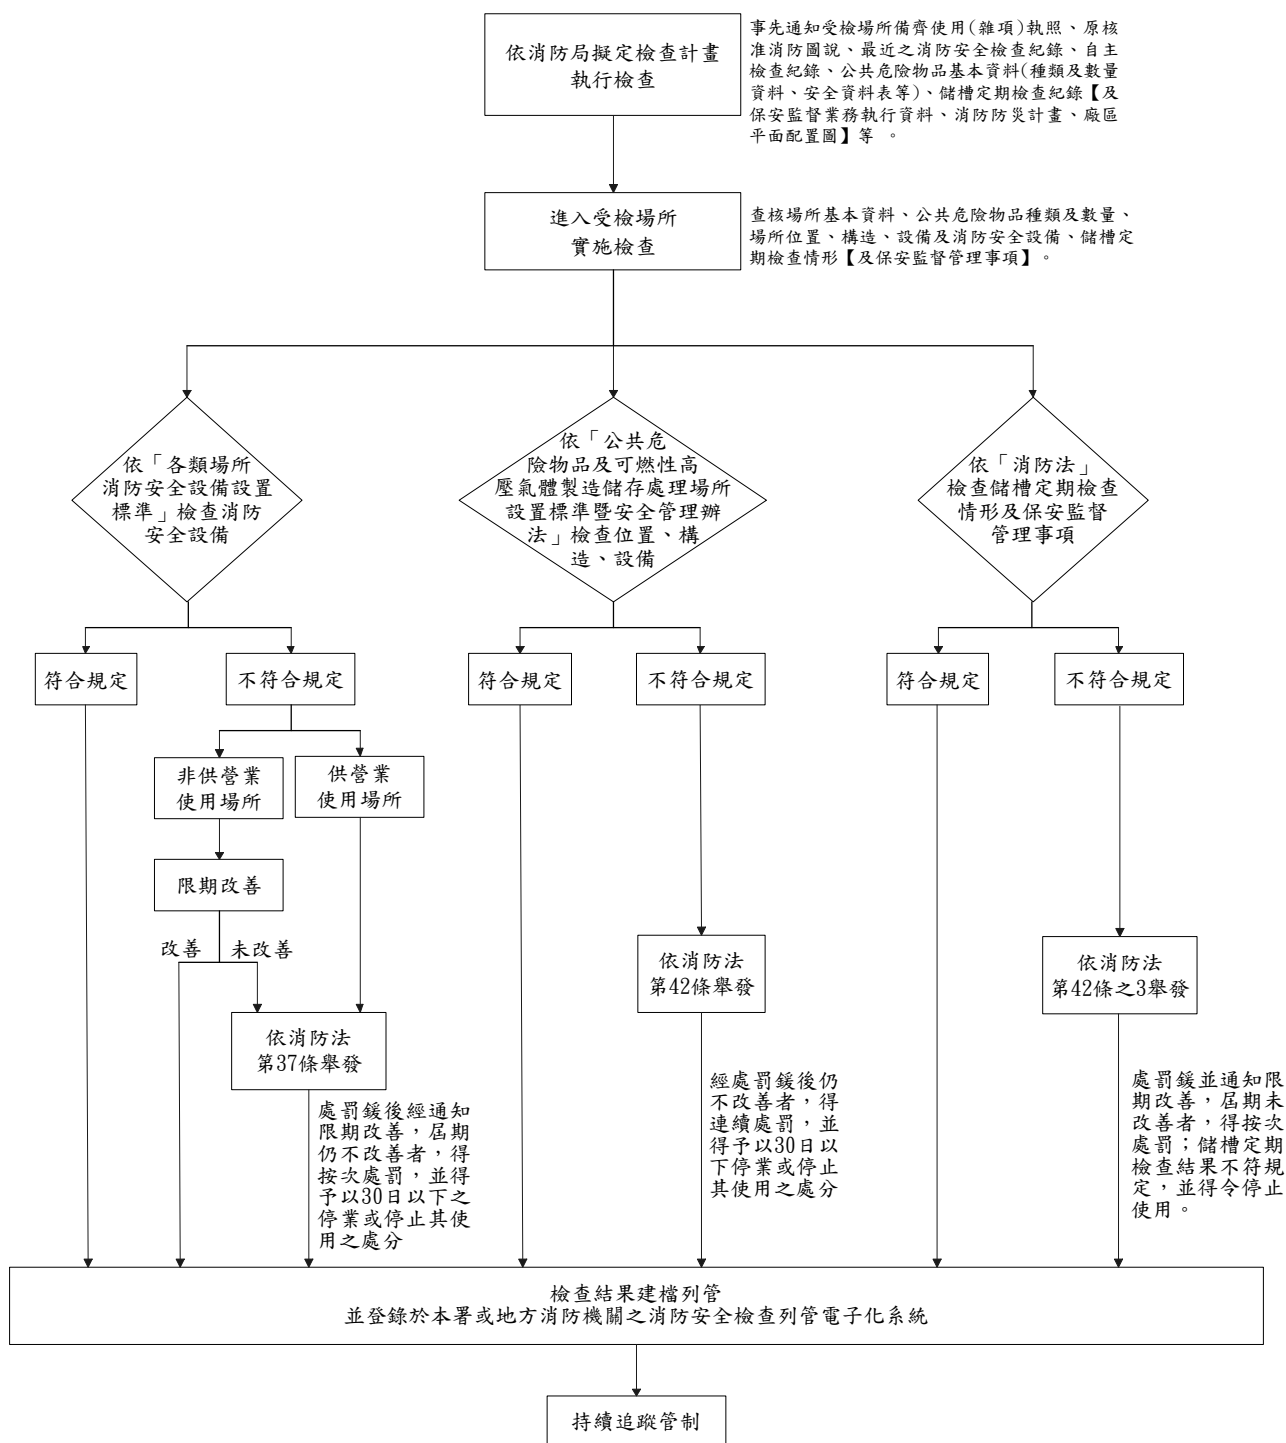 依消防局擬定檢查計畫
執行檢查
事先通知受檢場所備齊使用(雜項)執照、原核
准消防圖說、最近之消防安全檢查紀錄、自主
檢查紀錄、公共危險物品基本資料(種類及數量
資料、安全資料表等)、儲槽定期檢查紀錄【及
保安監督業務執行資料、消防防災計畫、廠區
平面配置圖】等 。
進入受檢場所
實施檢查
查核場所基本資料、公共危險物品種類及數量、
場所位置、構造、設備及消防安全設備、儲槽定
期檢查情形【及保安監督管理事項】。
依「各類場所
消防安全設備設置
標準」檢查消防
安全設備
依「公共危
險物品及可燃性高
壓氣體製造儲存處理場所
設置標準暨安全管理辦
法」檢查位置、構
造、設備
依「消防法」
檢查儲槽定期檢查
情形及保安監督
管理事項
符合規定
不符合規定
符合規定
不符合規定
符合規定
不符合規定
非供營業
使用場所
供營業
使用場所
限期改善
改善
未改善
依消防法
第37條舉發
依消防法
第42條舉發
依消防法
第42條之3舉發
處罰鍰後經通知
限期改善，屆期
仍不改善者，得
按次處罰，並得
予以30日以下之
停業或停止其使
用之處分
經處罰鍰後仍
不改善者，得
連續處罰，並
得予以30日以
下停業或停止
其使用之處分
處罰鍰並通知限
期改善，屆期未
改善者，得按次
處罰；儲槽定期
檢查結果不符規
定，並得令停止
使用。
檢查結果建檔列管
並登錄於本署或地方消防機關之消防安全檢查列管電子化系統
持續追蹤管制